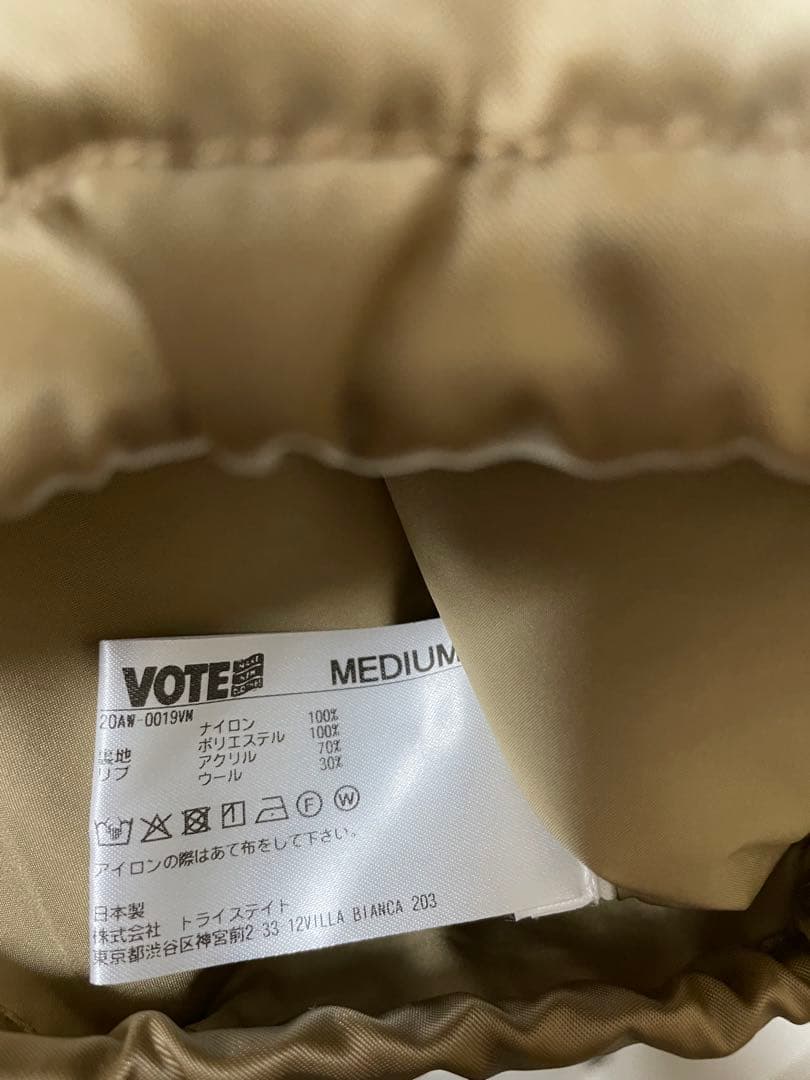 VOTE MAKE NEW CLOTHES MEDIUM
20AW-0019VM
ナイロン 100%
裏地 ポリエステル 100%
リブ アクリル 70%
ウール 30%
F W
アイロンの際はあて布をして下さい。
日本製
株式会社 トライステイト
東京都渋谷区神宮前2 33 12VILLA BIANCA 203